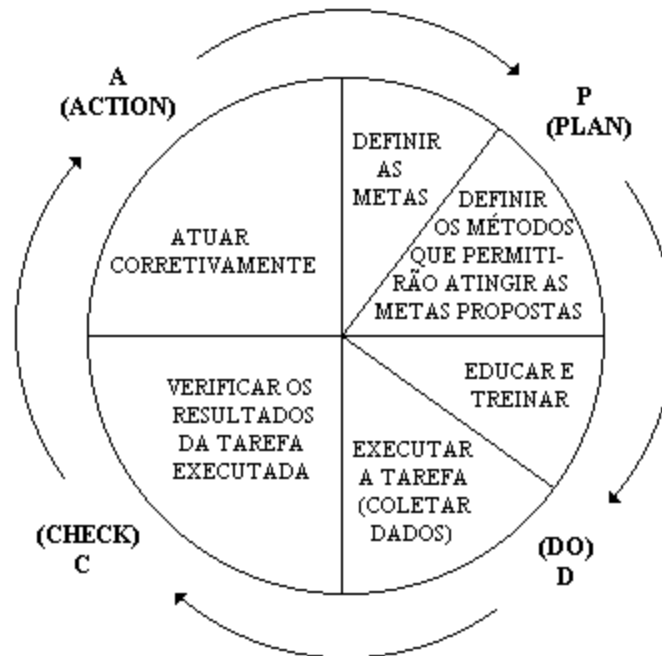 A
(ACTION)
P
(PLAN)
DEFINIR
AS
METAS
DEFINIR
OS MÉTODOS
QUE PERMITI-
RÃO ATINGIR AS
METAS PROPOSTAS
EDUCAR E
TREINAR
EXECUTAR
A TAREFA
(COLETAR
DADOS)
(DO)
D
VERIFICAR OS
RESULTADOS
DA TAREFA
EXECUTADA
(CHECK)
C
ATUAR
CORRETIVAMENTE